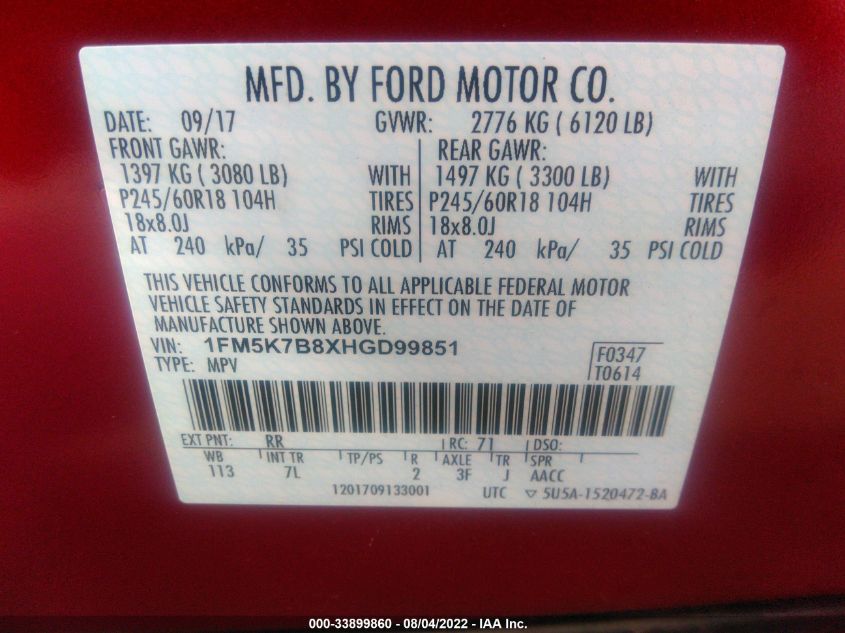 MFD. BY FORD MOTOR CO.
DATE: 09/17 GVWR: 2776 KG ( 6120 LB)
FRONT GAWR: REAR GAWR:
1397 KG ( 3080 LB) WITH 1497 KG ( 3300 LB) WITH
P245/60R18 104H TIRES P245/60R18 104H TIRES
18x8.0J RIMS 18x8.0J RIMS
AT 240 kPa/ 35 PSI COLD AT 240 kPa/ 35 PSI COLD
THIS VEHICLE CONFORMS TO ALL APPLICABLE FEDERAL MOTOR
VEHICLE SAFETY STANDARDS IN EFFECT ON THE DATE OF
MANUFACTURE SHOWN ABOVE.
VIN: 1FM5K7B8XHGD99851 F0347
TYPE: MPV T0614
EXT PNT: RR RC: 71 DSO:
WB INT TR TP/PS R AXLE TR SPR
113 7L 2 3F J AACC
1201709133001 UTC ▽ 5U5A-1520472-BA
000-33899860 - 08/04/2022 - IAA Inc.